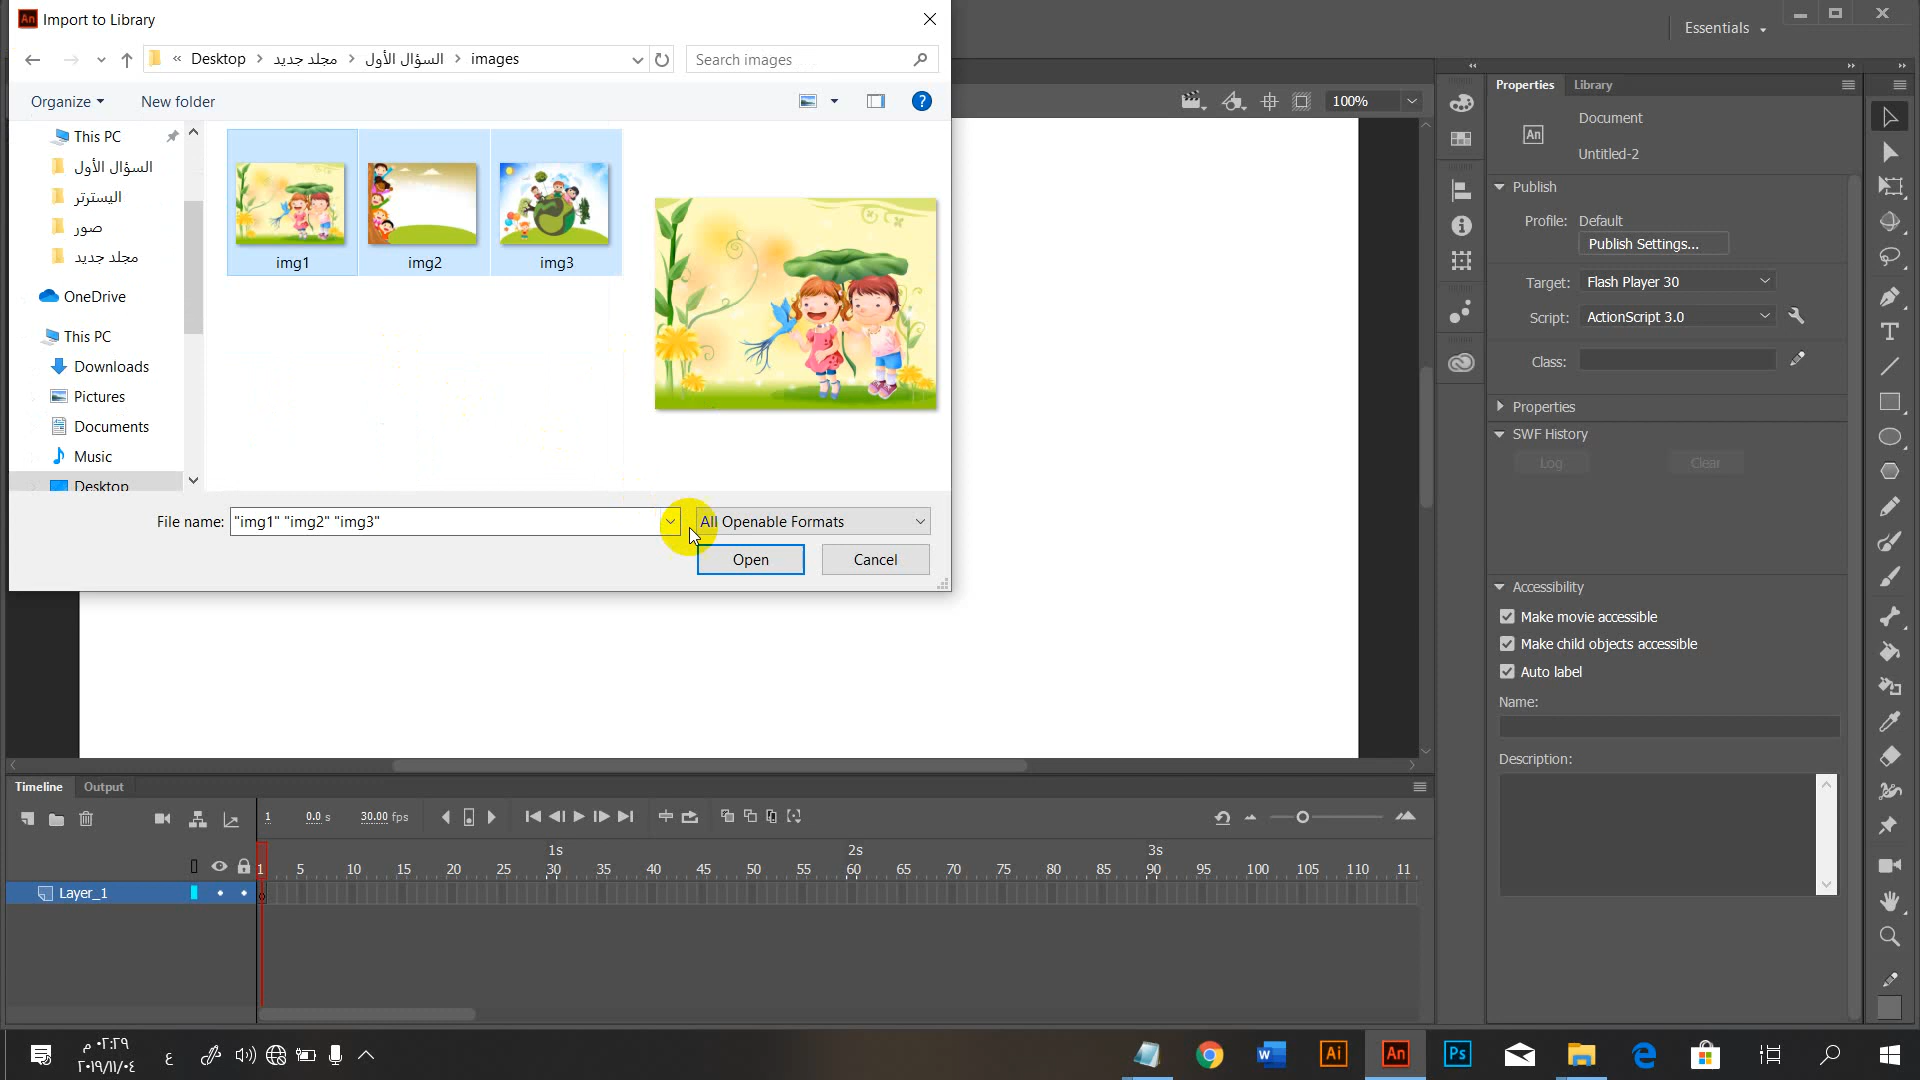 An Import to Library
« Desktop > مجلد جديد > السؤال الأول > images
Search images
Organize
New folder
This PC
السؤال الأول
اليسترتر
صور
مجلد جديد
OneDrive
This PC
Downloads
Pictures
Documents
Music
Desktop
img1
img2
img3
File name: "img1" "img2" "img3"
All Openable Formats
Open
Cancel
Essentials
100%
Properties
Library
An
Document
Untitled-2
Publish
Profile: Default
Publish Settings...
Target: Flash Player 30
Script: ActionScript 3.0
Class:
Properties
SWF History
Log
Clear
Accessibility
Make movie accessible
Make child objects accessible
Auto label
Name:
Description:
Timeline
Output
1
0.0 s
30.00 fps
1s 2s 3s
1 5 10 15 20 25 30 35 40 45 50 55 60 65 70 75 80 85 90 95 100 105 110 11
Layer_1
٠٢:٢٩ م
٢٠١٩/١١/٠٤
ع
W
Ai
An
Ps